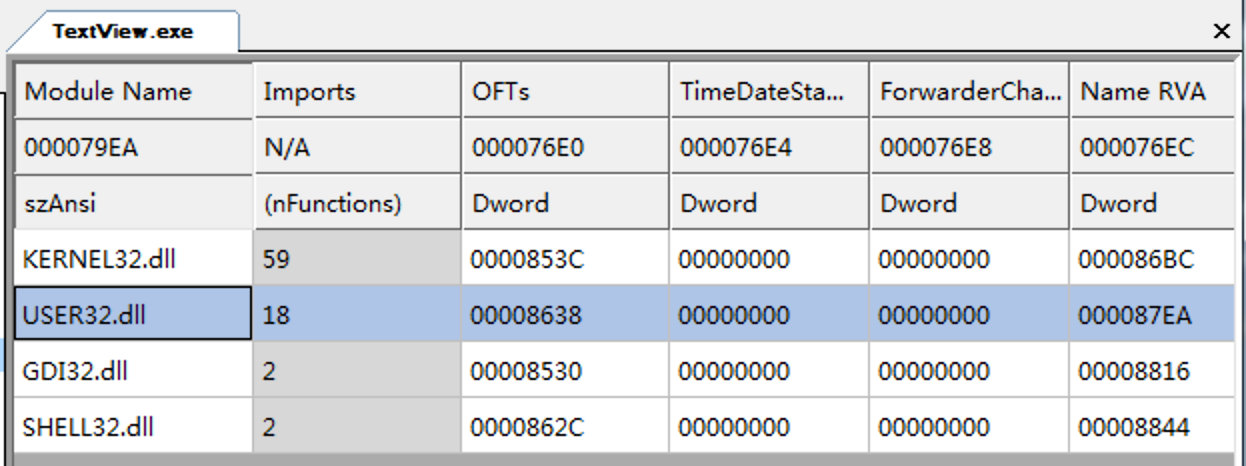 TextView.exe
Module Name Imports OFTs TimeDateSta... ForwarderCha... Name RVA
000079EA N/A 000076E0 000076E4 000076E8 000076EC
szAnsi (nFunctions) Dword Dword Dword Dword
KERNEL32.dll 59 0000853C 00000000 00000000 000086BC
USER32.dll 18 00008638 00000000 00000000 000087EA
GDI32.dll 2 00008530 00000000 00000000 00008816
SHELL32.dll 2 0000862C 00000000 00000000 00008844